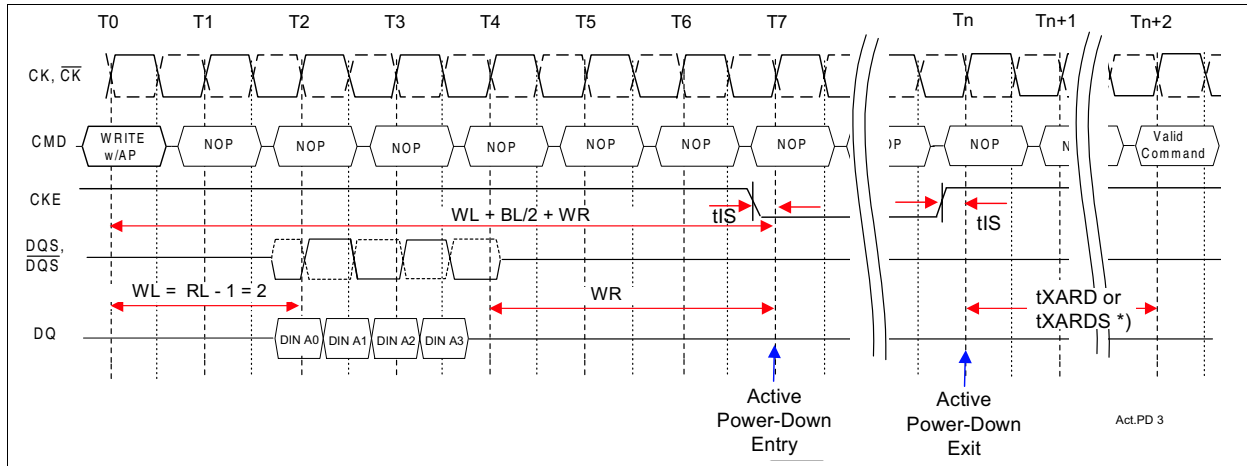 T0 T1 T2 T3 T4 T5 T6 T7 Tn Tn+1 Tn+2
CK, CK
CMD
WRITE
w/AP
NOP NOP NOP NOP NOP NOP NOP OP NOP N
Valid
Command
CKE
WL + BL/2 + WR
tIS
tIS
DQS,
DQS
WL = RL - 1 = 2
WR
tXARD or
tXARDS *)
DQ
DIN A0 DIN A1 DIN A2 DIN A3
Active
Power-Down
Entry
Active
Power-Down
Exit
Act.PD 3